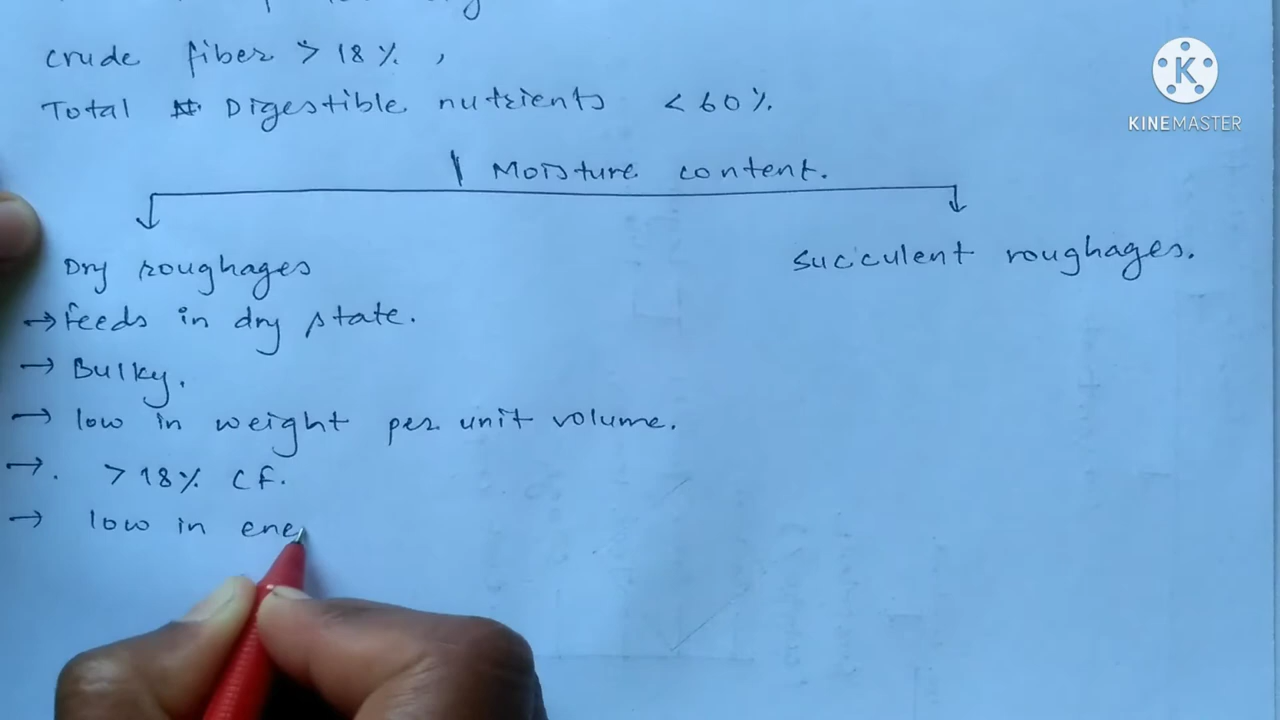 crude fiber > 18%,
Total Digestible nutrients < 60%.
Moisture content.
Dry roughages
succulent roughages.
→ feeds in dry state.
→ Bulky.
→ low in weight per unit volume.
→. > 18% CF.
→ low in ene
K
KINEMASTER